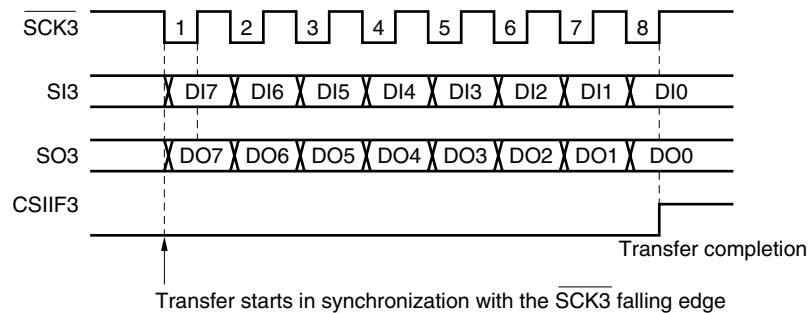 SCK3 1 2 3 4 5 6 7 8
SI3 DI7 DI6 DI5 DI4 DI3 DI2 DI1 DI0
SO3 DO7 DO6 DO5 DO4 DO3 DO2 DO1 DO0
CSIIF3
Transfer completion
Transfer starts in synchronization with the SCK3 falling edge